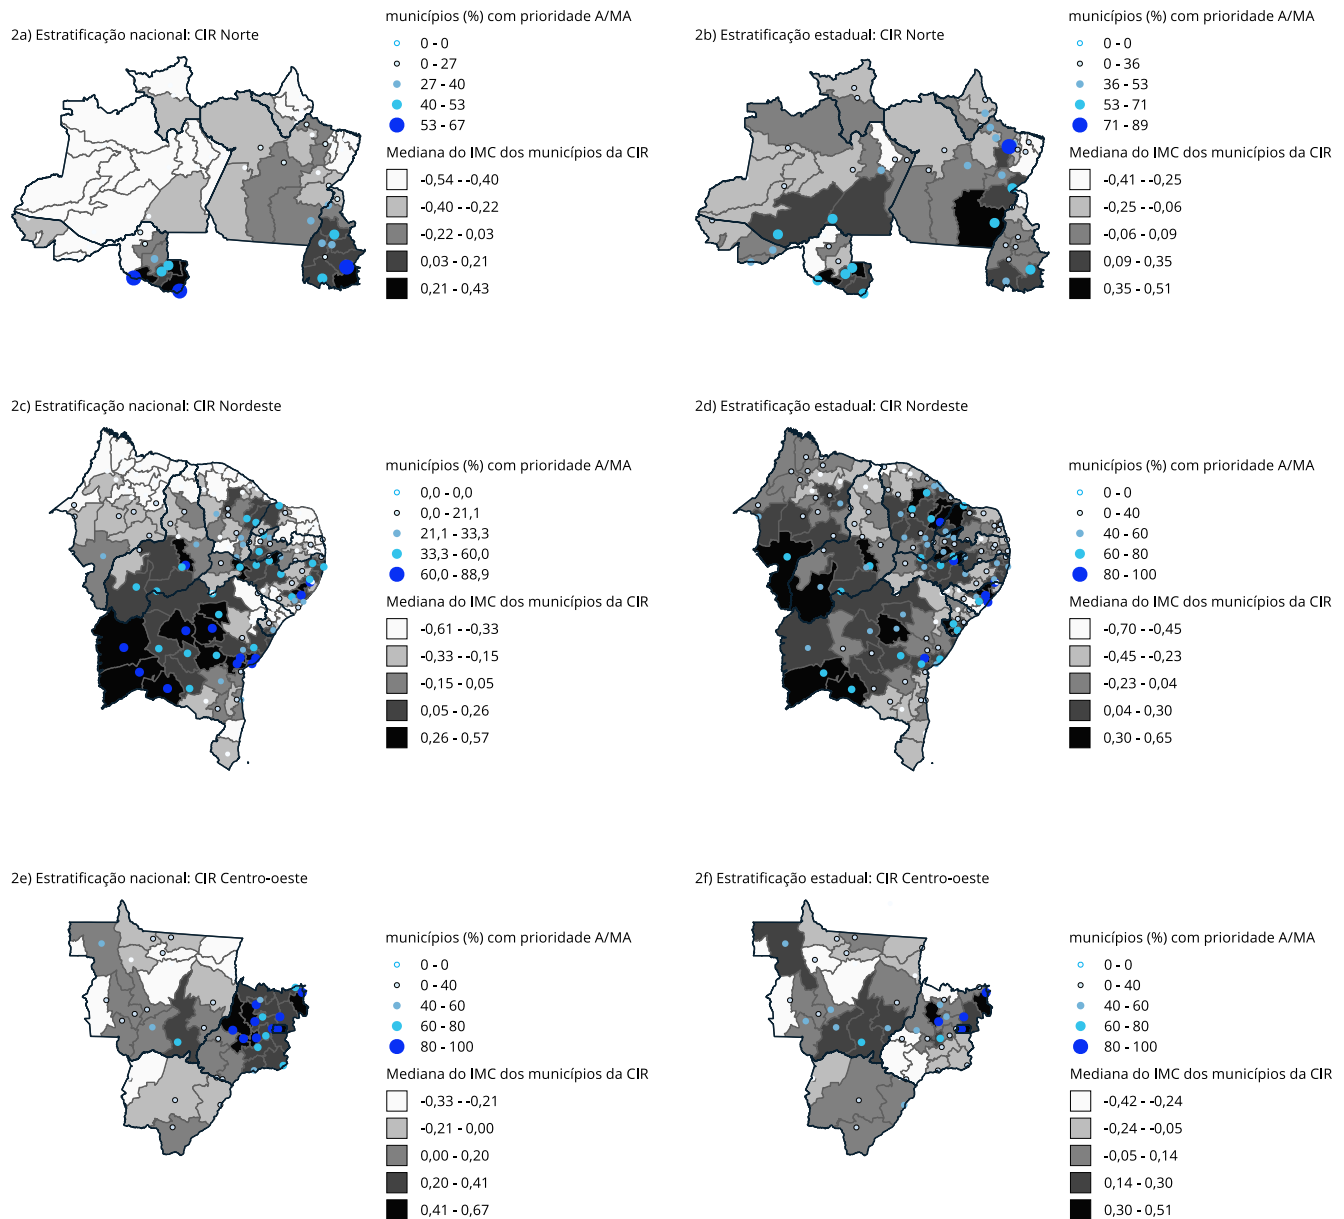 2a) Estratificação nacional: CIR Norte
municípios (%) com prioridade A/MA
0 - 0
0 - 27
27 - 40
40 - 53
53 - 67
Mediana do IMC dos municípios da CIR
-0,54 - -0,40
-0,40 - -0,22
-0,22 - 0,03
0,03 - 0,21
0,21 - 0,43
2b) Estratificação estadual: CIR Norte
municípios (%) com prioridade A/MA
0 - 0
0 - 36
36 - 53
53 - 71
71 - 89
Mediana do IMC dos municípios da CIR
-0,41 - -0,25
-0,25 - -0,06
-0,06 - 0,09
0,09 - 0,35
0,35 - 0,51
2c) Estratificação nacional: CIR Nordeste
municípios (%) com prioridade A/MA
0,0 - 0,0
0,0 - 21,1
21,1 - 33,3
33,3 - 60,0
60,0 - 88,9
Mediana do IMC dos municípios da CIR
-0,61 - -0,33
-0,33 - -0,15
-0,15 - 0,05
0,05 - 0,26
0,26 - 0,57
2d) Estratificação estadual: CIR Nordeste
municípios (%) com prioridade A/MA
0 - 0
0 - 40
40 - 60
60 - 80
80 - 100
Mediana do IMC dos municípios da CIR
-0,70 - -0,45
-0,45 - -0,23
-0,23 - 0,04
0,04 - 0,30
0,30 - 0,65
2e) Estratificação nacional: CIR Centro-oeste
municípios (%) com prioridade A/MA
0 - 0
0 - 40
40 - 60
60 - 80
80 - 100
Mediana do IMC dos municípios da CIR
-0,33 - -0,21
-0,21 - 0,00
0,00 - 0,20
0,20 - 0,41
0,41 - 0,67
2f) Estratificação estadual: CIR Centro-oeste
municípios (%) com prioridade A/MA
0 - 0
0 - 40
40 - 60
60 - 80
80 - 100
Mediana do IMC dos municípios da CIR
-0,42 - -0,24
-0,24 - -0,05
-0,05 - 0,14
0,14 - 0,30
0,30 - 0,51